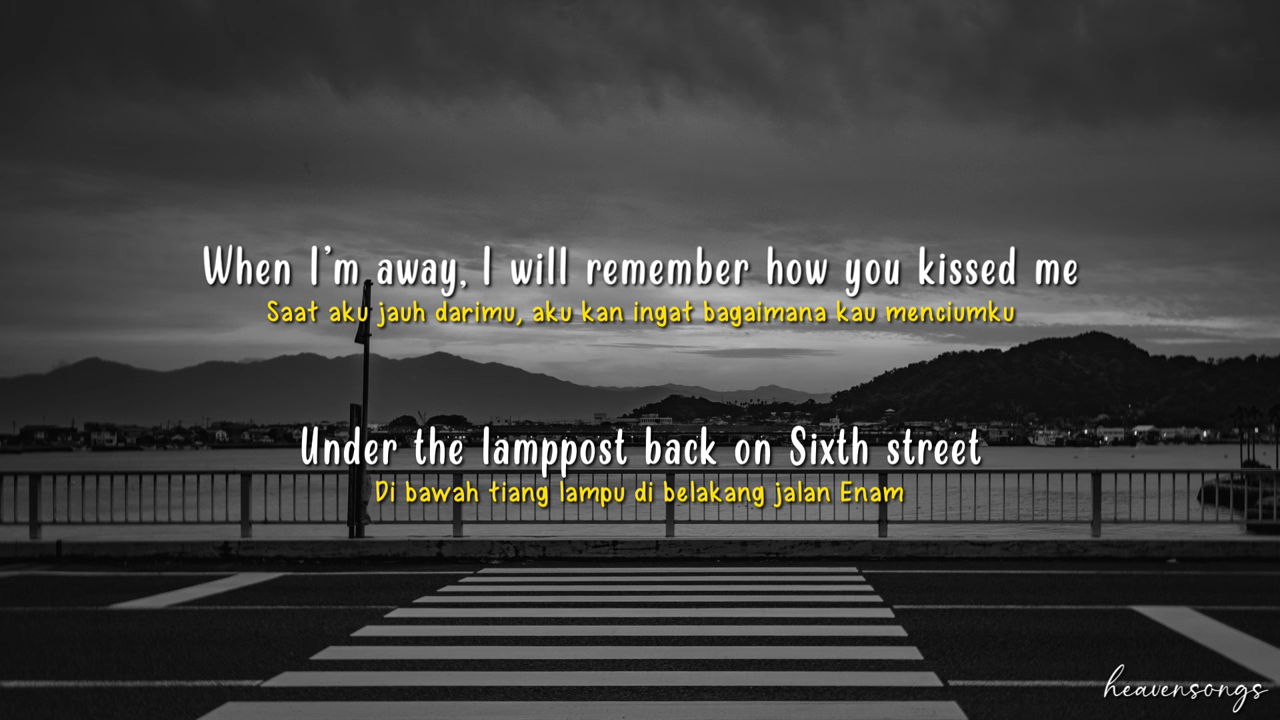 When I'm away, I will remember how you kissed me
Saat aku jauh darimu, aku kan ingat bagaimana kau menciumku
Under the lamppost back on Sixth street
Di bawah tiang lampu di belakang jalan Enam
heavensongs